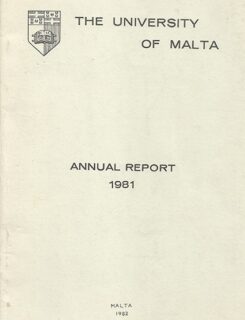 THE UNIVERSITY
OF MALTA
ANNUAL REPORT
1981
MALTA
1982